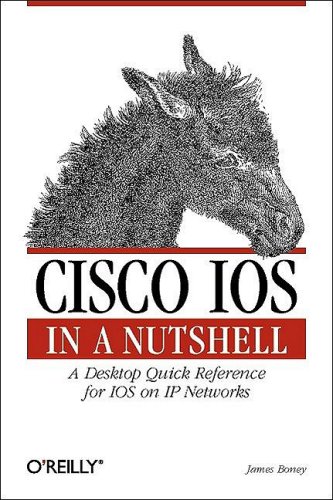 CISCO IOS
IN A NUTSHELL
A Desktop Quick Reference
for IOS on IP Networks
O'REILLY®
James Boney